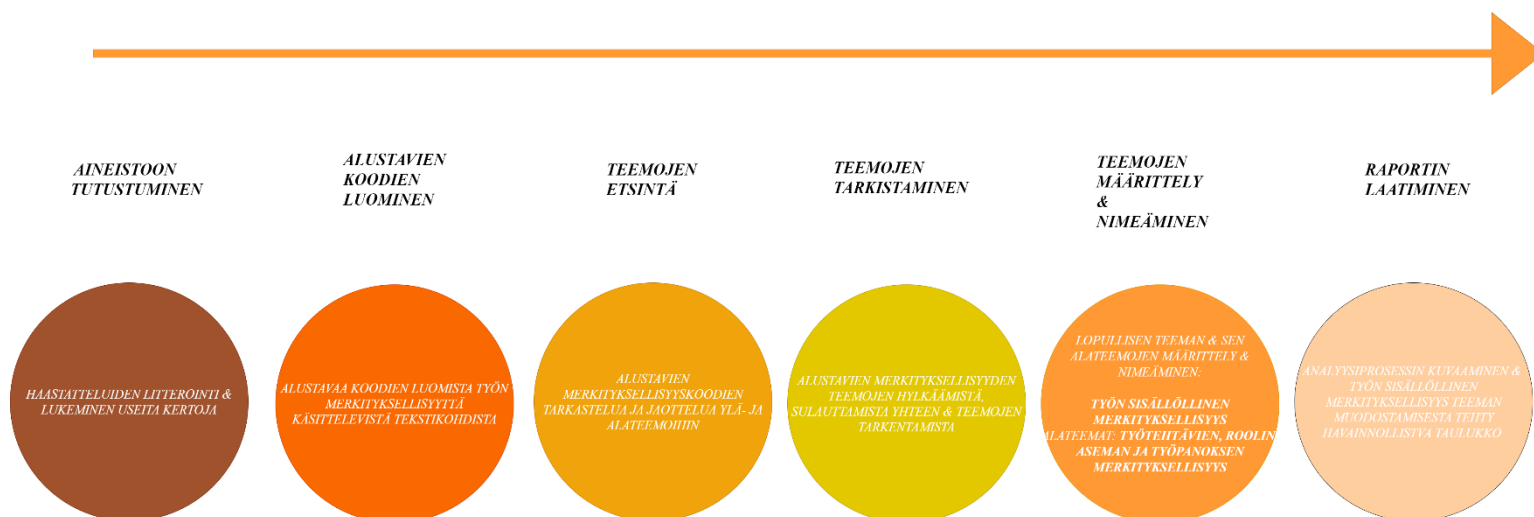 AINEISTOON
TUTUSTUMINEN
ALUSTAVIEN
KOODIEN
LUOMINEN
TEEMOJEN
ETSINTÄ
TEEMOJEN
TARKISTAMINEN
TEEMOJEN
MÄÄRITTELY
&
NIMEÄMINEN
RAPORTIN
LAATIMINEN
HAASTATTELUIDEN LITTEROINTI &
LUKEMINEN USEITA KERTOJA
ALUSTAVAA KOODIEN LUOMISTA TYÖN
MERKITYKSELLISYYTTÄ
KÄSITTELEVISTÄ TEKSTIKOHDISTA
ALUSTAVIEN
MERKITYKSELLISYYSKOODIEN
TARKASTELUA JA JAOTTELUA YLÄ- JA
ALATEEMOIHIN
ALUSTAVIEN MERKITYKSELLISYYDEN
TEEMOJEN HYLKÄÄMISTÄ,
SULAUTTAMISTA YHTEEN & TEEMOJEN
TARKENTAMISTA
LOPULLISEN TEEMAN & SEN
ALATEEMOJEN MÄÄRITTELY &
NIMEÄMINEN:
TYÖN SISÄLLÖLLINEN
MERKITYKSELLISYYS
ALATEEMAT: TYÖTEHTÄVIEN, ROOLIN,
ASEMAN JA TYÖPANOKSEN
MERKITYKSELLISYYS
ANALYYSIPROSESSIN KUVAAMINEN &
TYÖN SISÄLLÖLLINEN
MERKITYKSELLISYYS TEEMAN
MUODOSTAMISESTA TEHTY
HAVAINNOLLISTVA TAULUKKO